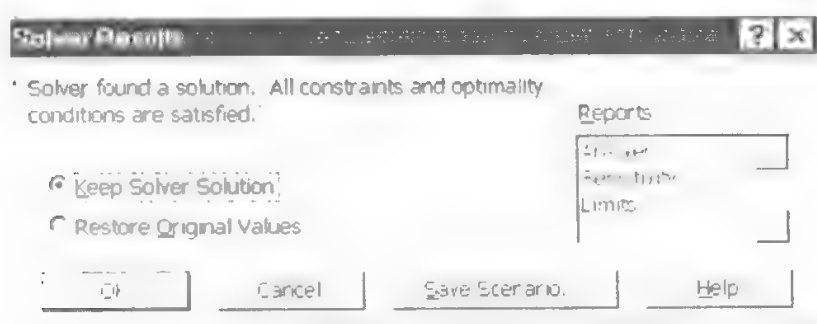 Solver Results
? ×
Solver found a solution. All constraints and optimality
conditions are satisfied.
Reports
Keep Solver Solution
Restore Original Values
Limits
Cancel
Save Scenario.
Help